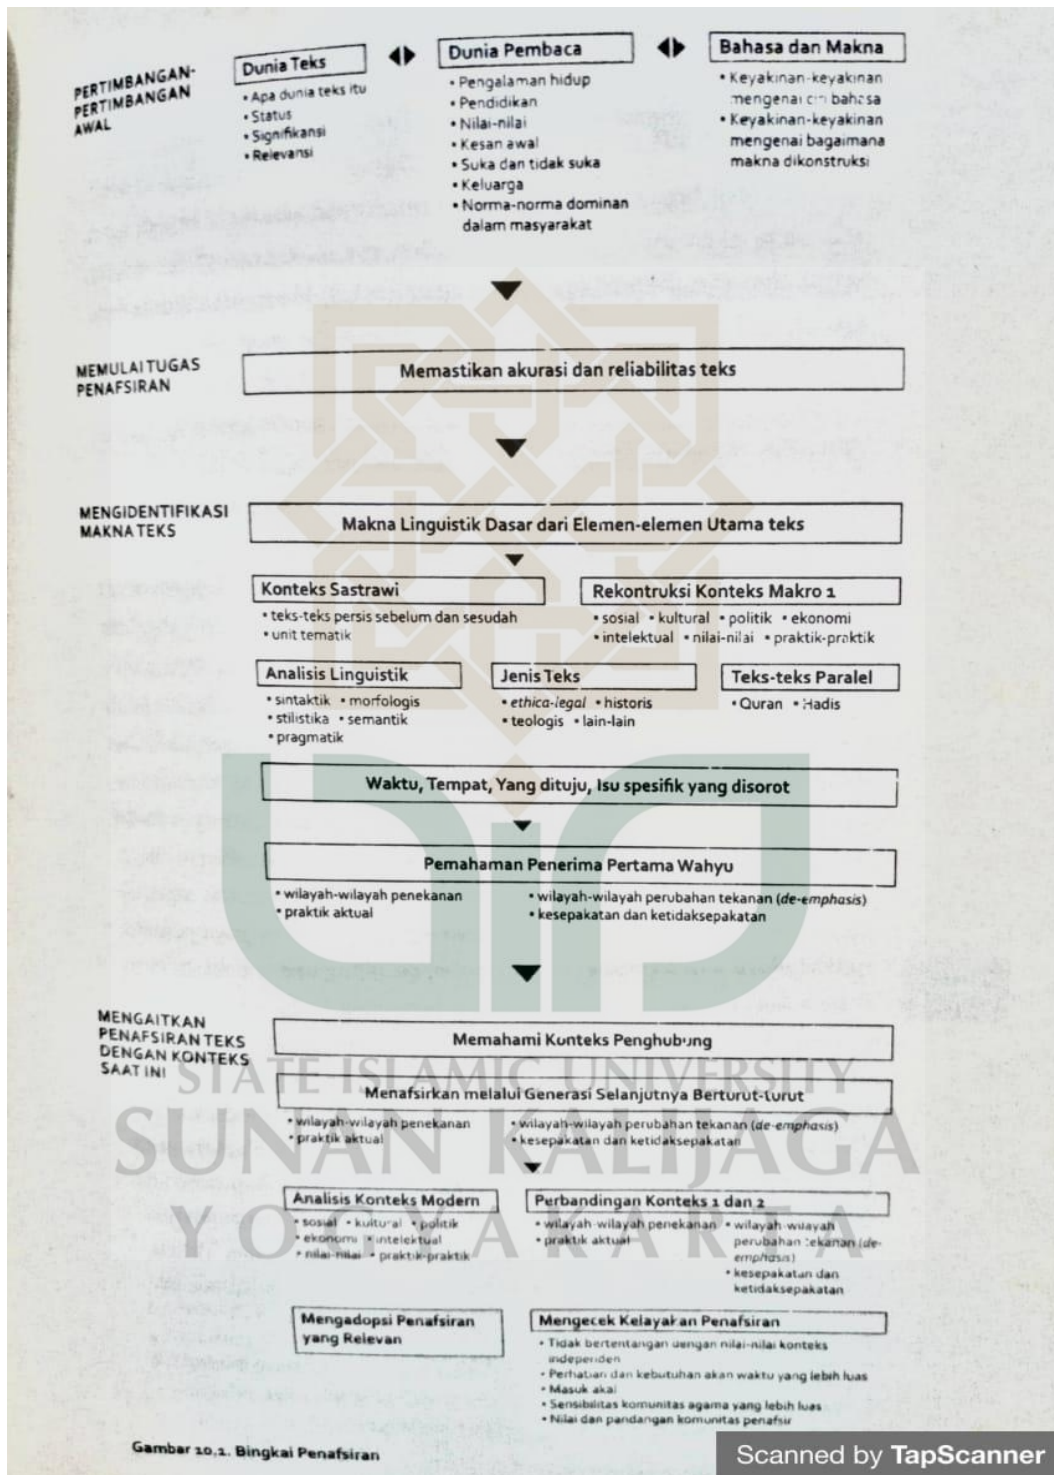 PERTIMBANGAN-
PERTIMBANGAN
AWAL
Dunia Teks
• Apa dunia teks itu
• Status
• Signifikansi
• Relevansi
Dunia Pembaca
• Pengalaman hidup
• Pendidikan
• Nilai-nilai
• Kesan awal
• Suka dan tidak suka
• Keluarga
• Norma-norma dominan
dalam masyarakat
Bahasa dan Makna
• Keyakinan-keyakinan
mengenai ciri bahasa
• Keyakinan-keyakinan
mengenai bagaimana
makna dikonstruksi
MEMULAI TUGAS
PENAFSIRAN
Memastikan akurasi dan reliabilitas teks
MENGIDENTIFIKASI
MAKNA TEKS
Makna Linguistik Dasar dari Elemen-elemen Utama teks
Konteks Sastrawi
• teks-teks persis sebelum dan sesudah
• unit tematik
Rekontruksi Konteks Makro 1
• sosial • kultural • politik • ekonomi
• intelektual • nilai-nilai • praktik-praktik
Analisis Linguistik
• sintaktik • morfologis
• stilistika • semantik
• pragmatik
Jenis Teks
• ethica-legal • historis
• teologis • lain-lain
Teks-teks Paralel
• Quran • Hadis
Waktu, Tempat, Yang dituju, Isu spesifik yang disorot
Pemahaman Penerima Pertama Wahyu
• wilayah-wilayah penekanan
• praktik aktual
• wilayah-wilayah perubahan tekanan (de-emphasis)
• kesepakatan dan ketidaksepakatan
MENGAITKAN
PENAFSIRAN TEKS
DENGAN KONTEKS
SAAT INI
Memahami Konteks Penghubung
Menafsirkan melalui Generasi Selanjutnya Berturut-turut
• wilayah-wilayah penekanan
• praktik aktual
• wilayah-wilayah perubahan tekanan (de-emphasis)
• kesepakatan dan ketidaksepakatan
Analisis Konteks Modern
• sosial • kultural • politik
• ekonomi • intelektual
• nilai-nilai • praktik-praktik
Perbandingan Konteks 1 dan 2
• wilayah-wilayah penekanan
• praktik aktual
• wilayah-wilayah
perubahan tekanan (de-
emphasis)
• kesepakatan dan
ketidaksepakatan
Mengadopsi Penafsiran
yang Relevan
Mengecek Kelayakan Penafsiran
• Tidak bertentangan dengan nilai-nilai konteks
independen
• Perhatian dan kebutuhan akan waktu yang lebih luas
• Masuk akal
• Sensibilitas komunitas agama yang lebih luas
• Nilai dan pandangan komunitas penafsir
Gambar 10.1. Bingkai Penafsiran
STATE ISLAMIC UNIVERSITY
SUNAN KALIJAGA
YOGYAKARTA
Scanned by TapScanner